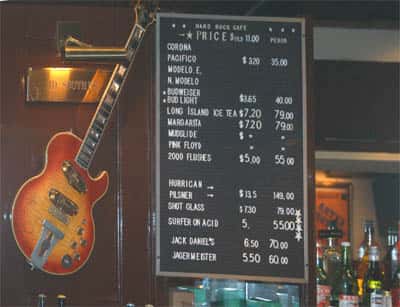 HARD ROCK CAFE
PRICE $ USD 11.00 PESOS
CORONA
PACIFICO $ 3.20 35.00
MODELO. E.
N. MODELO
BUDWEISER
BUD LIGHT $3.65 40.00
LONG ISLAND ICE TEA $7.20 79.00
MARGARITA $7.20 79.00
MUDSLIDE $ " "
PINK FLOYD " "
2000 FLUSHES $5.00 55.00
HURRICAN →
PILSNER → $13.5 149.00
SHOT GLASS $7.30 79.00
SURFER ON ACID 5. 55.00
JACK DANIEL'S 6.50 70.00
JAGERMEISTER 5.50 60.00